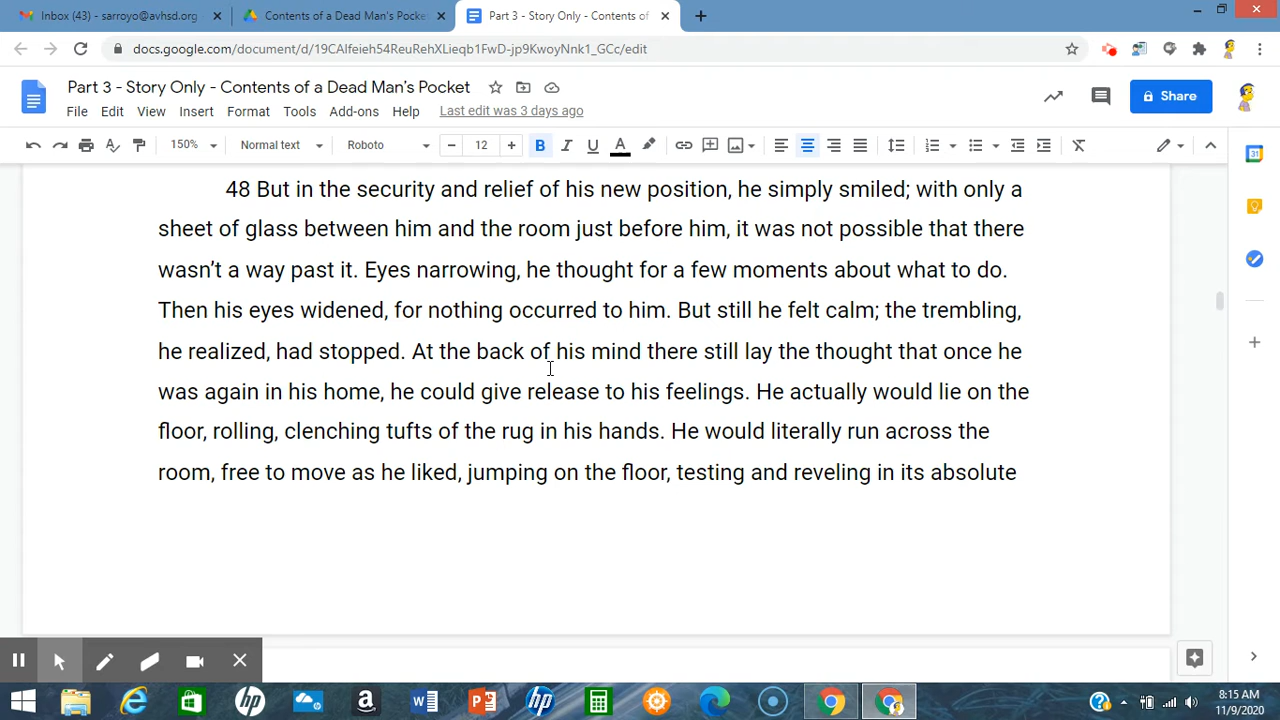 Inbox (43) - sarroyo@avhsd.org
Contents of a Dead Man's Pocket
Part 3 - Story Only - Contents of
docs.google.com/document/d/19CAlfeieh54ReuRehXLieqb1FwD-jp9KwoyNnk1_GCc/edit
Part 3 - Story Only - Contents of a Dead Man's Pocket
Share
File Edit View Insert Format Tools Add-ons Help Last edit was 3 days ago
150% Normal text Roboto 12 B I U A
31
48 But in the security and relief of his new position, he simply smiled; with only a
sheet of glass between him and the room just before him, it was not possible that there
wasn't a way past it. Eyes narrowing, he thought for a few moments about what to do.
Then his eyes widened, for nothing occurred to him. But still he felt calm; the trembling,
he realized, had stopped. At the back of his mind there still lay the thought that once he
was again in his home, he could give release to his feelings. He actually would lie on the
floor, rolling, clenching tufts of the rug in his hands. He would literally run across the
room, free to move as he liked, jumping on the floor, testing and reveling in its absolute
8:15 AM
11/9/2020